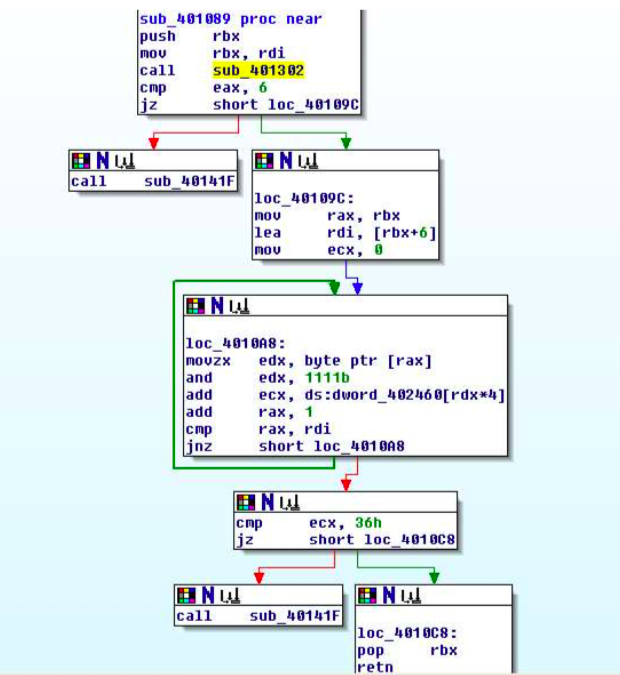 sub_401089 proc near
push rbx
mov rbx, rdi
call sub_401302
cmp eax, 6
jz short loc_40109C
N
call sub_40141F
N
loc_40109C:
mov rax, rbx
lea rdi, [rbx+6]
mov ecx, 0
N
loc_4010A8:
movzx edx, byte ptr [rax]
and edx, 1111b
add ecx, ds:dword_402460[rdx*4]
add rax, 1
cmp rax, rdi
jnz short loc_4010A8
N
cmp ecx, 36h
jz short loc_4010C8
N
call sub_40141F
N
loc_4010C8:
pop rbx
retn